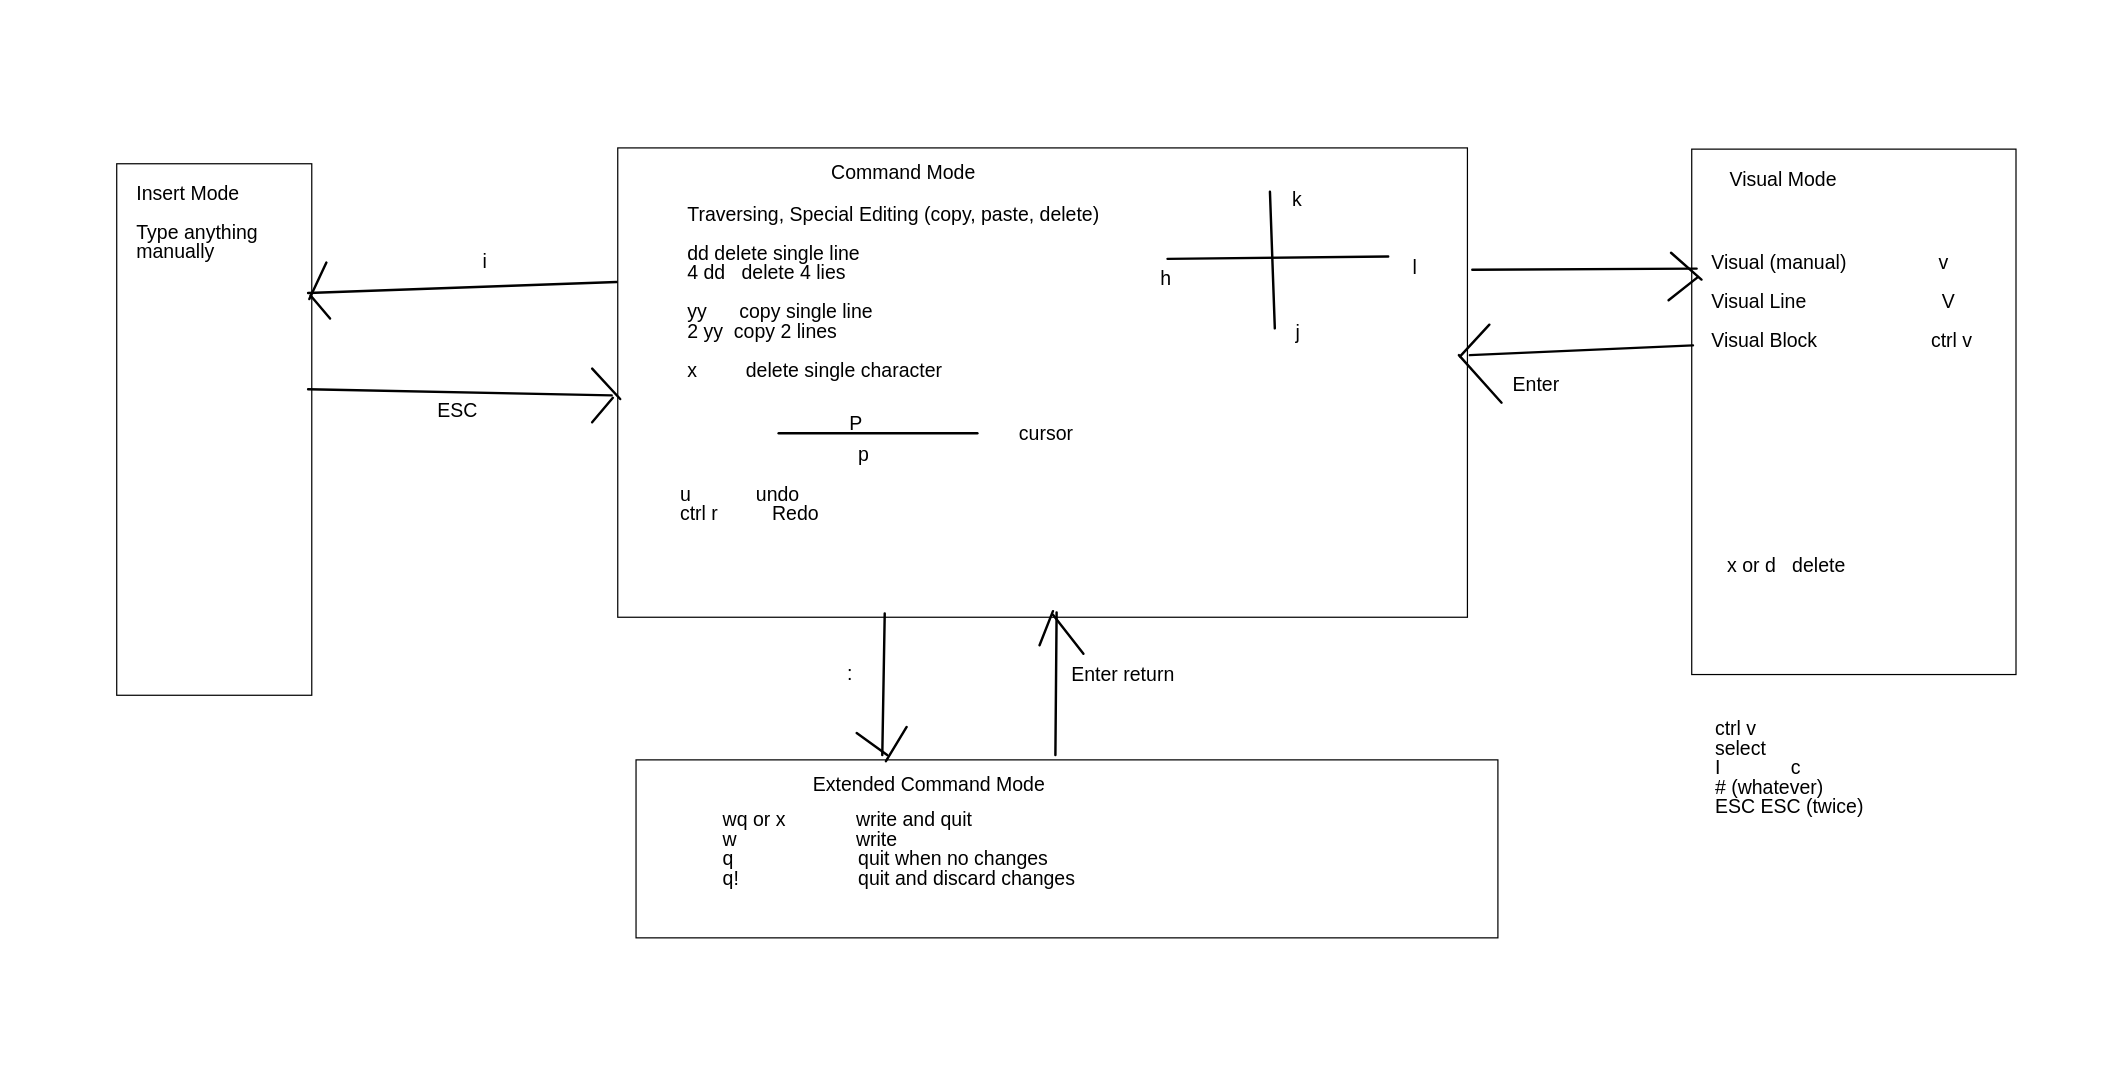 Insert Mode
Type anything
manually
i
ESC
Command Mode
Traversing, Special Editing (copy, paste, delete)
dd delete single line
4 dd delete 4 lies
yy copy single line
2 yy copy 2 lines
x delete single character
P
cursor
p
u undo
ctrl r Redo
k
h
l
j
Enter
Visual Mode
Visual (manual) v
Visual Line V
Visual Block ctrl v
x or d delete
:
Enter return
Extended Command Mode
wq or x write and quit
w write
q quit when no changes
q! quit and discard changes
ctrl v
select
I c
# (whatever)
ESC ESC (twice)